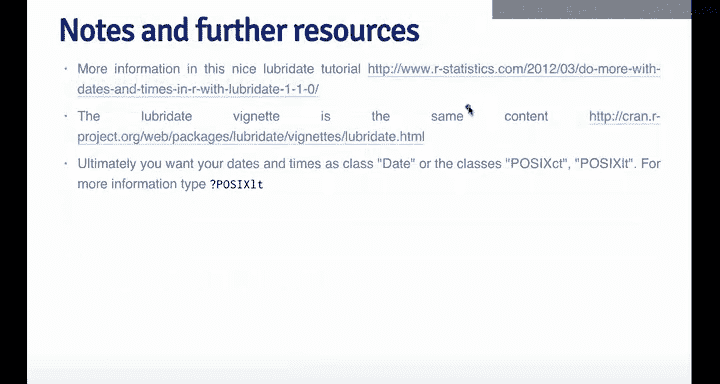 Notes and further resources
· More information in this nice lubridate tutorial http://www.r-statistics.com/2012/03/do-more-with-
dates-and-times-in-r-with-lubridate-1-1-0/
· The lubridate vignette is the same content http://cran.r-
project.org/web/packages/lubridate/vignettes/lubridate.html
· Ultimately you want your dates and times as class "Date" or the classes "POSIXct", "POSIXlt". For
more information type ?POSIXlt